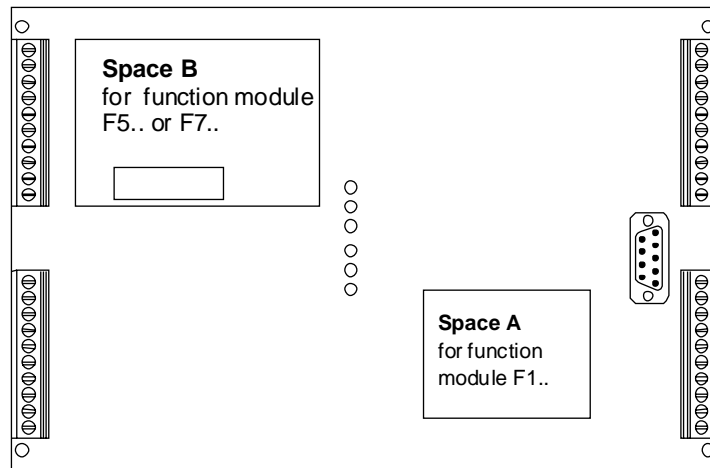 Space B
for function module
F5.. or F7..
Space A
for function
module F1..